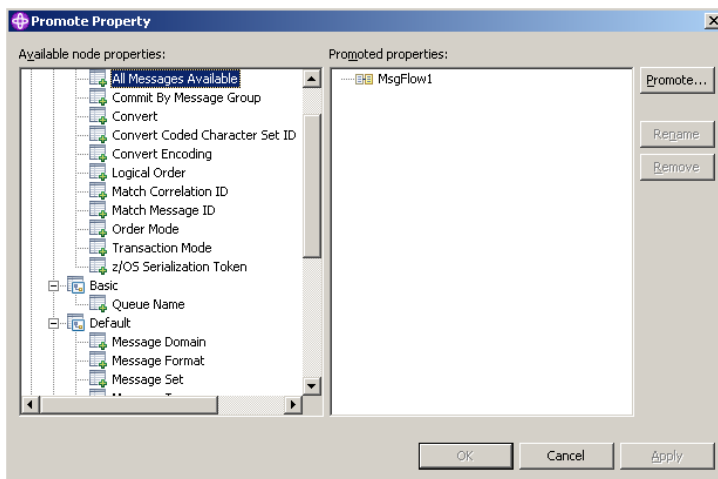 Promote Property
Available node properties:
Promoted properties:
All Messages Available
Commit By Message Group
Convert
Convert Coded Character Set ID
Convert Encoding
Logical Order
Match Correlation ID
Match Message ID
Order Mode
Transaction Mode
z/OS Serialization Token
Basic
Queue Name
Default
Message Domain
Message Format
Message Set
MsgFlow1
Promote...
Rename
Remove
OK
Cancel
Apply